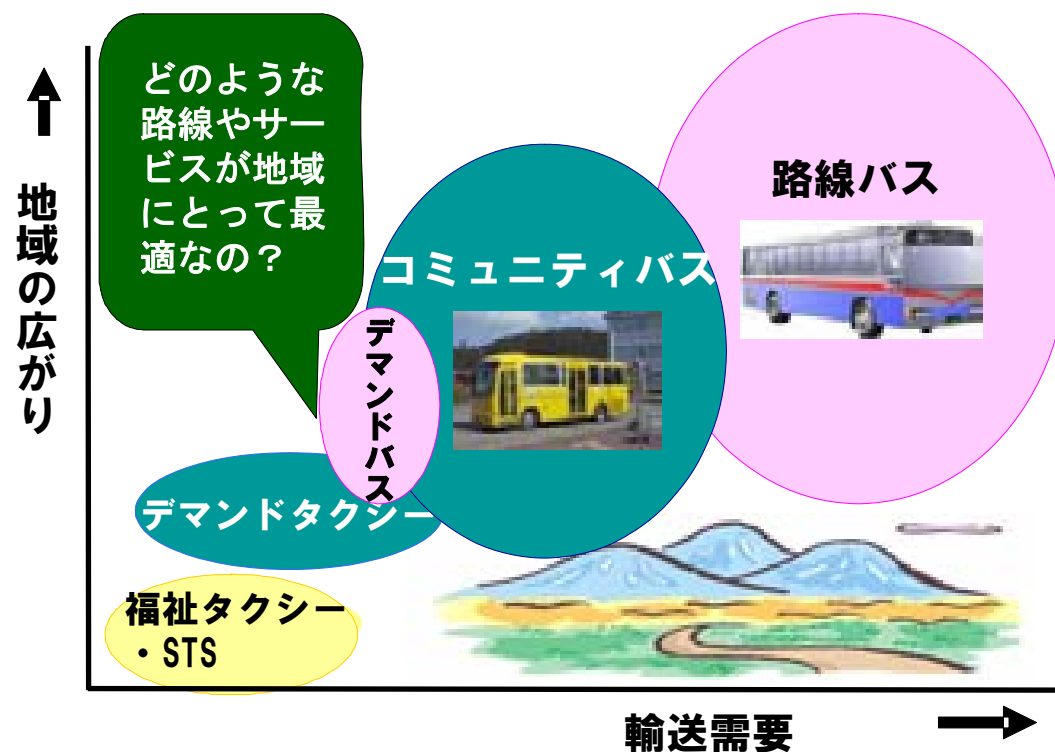 どのような
路線やサー
ビスが地域
にとって最
適なの？
路線バス
コミュニティバス
デマンドバス
デマンドタクシー
福祉タクシー
・STS
地域の広がり
輸送需要